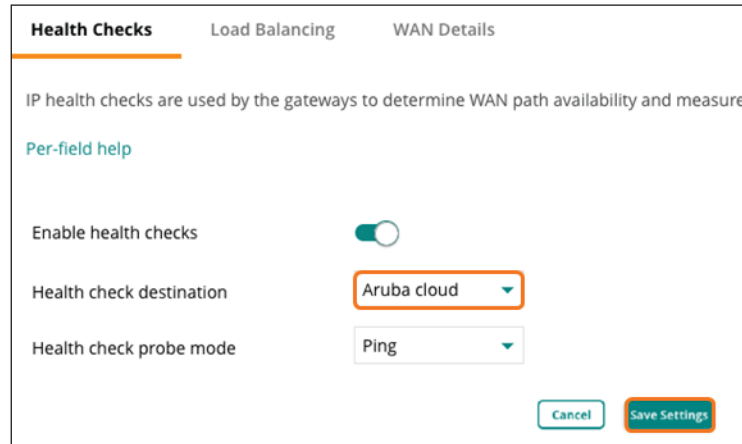 Health Checks Load Balancing WAN Details
IP health checks are used by the gateways to determine WAN path availability and measure
Per-field help
Enable health checks
Health check destination Aruba cloud
Health check probe mode Ping
Cancel Save Settings